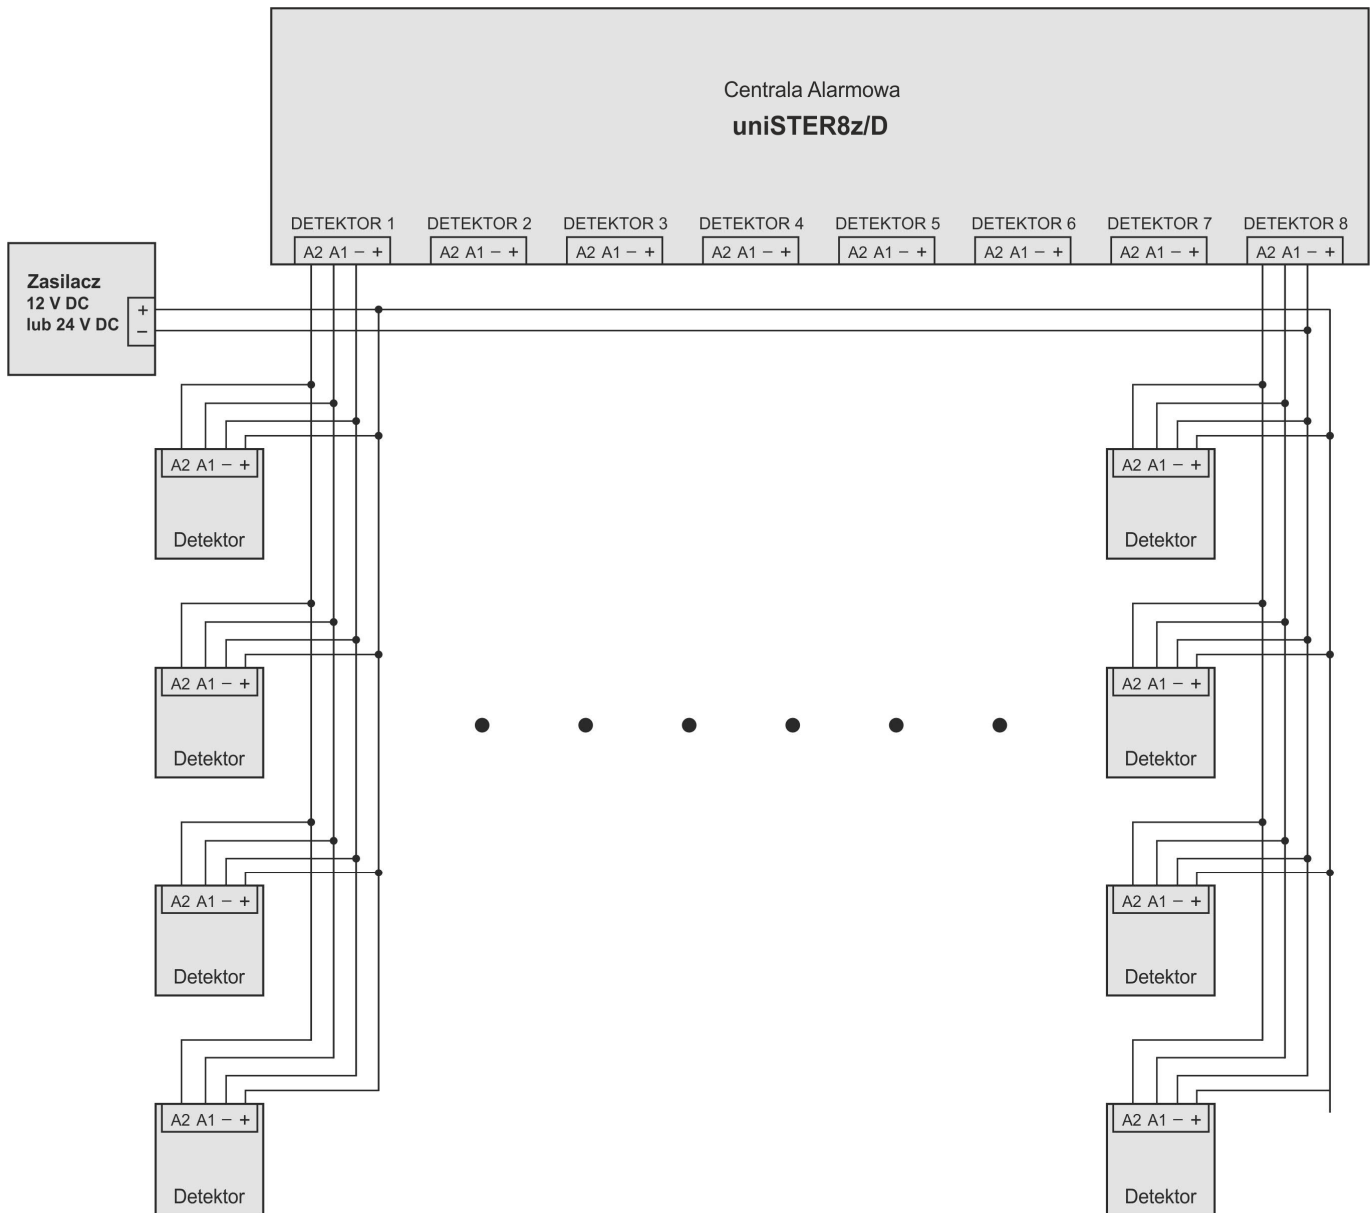 Centrala Alarmowa
uniSTER8z/D
DETEKTOR 1 DETEKTOR 2 DETEKTOR 3 DETEKTOR 4 DETEKTOR 5 DETEKTOR 6 DETEKTOR 7 DETEKTOR 8
A2 A1 − + A2 A1 − + A2 A1 − + A2 A1 − + A2 A1 − + A2 A1 − + A2 A1 − + A2 A1 − +
Zasilacz
12 V DC
lub 24 V DC
+
−
A2 A1 − +
Detektor
A2 A1 − +
Detektor
A2 A1 − +
Detektor
A2 A1 − +
Detektor
A2 A1 − +
Detektor
A2 A1 − +
Detektor
A2 A1 − +
Detektor
A2 A1 − +
Detektor